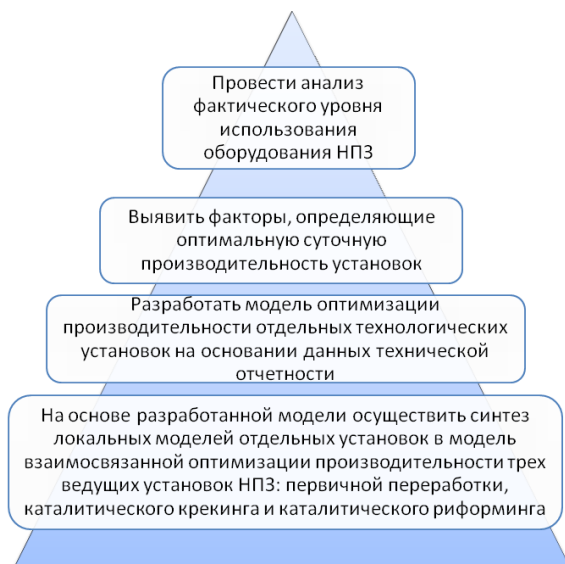 Провести анализ
фактического уровня
использования
оборудования НПЗ
Выявить факторы, определяющие
оптимальную суточную
производительность установок
Разработать модель оптимизации
производительности отдельных технологических
установок на основании данных технической
отчетности
На основе разработанной модели осуществить синтез
локальных моделей отдельных установок в модель
взаимосвязанной оптимизации производительности трех
ведущих установок НПЗ: первичной переработки,
каталитического крекинга и каталитического риформинга